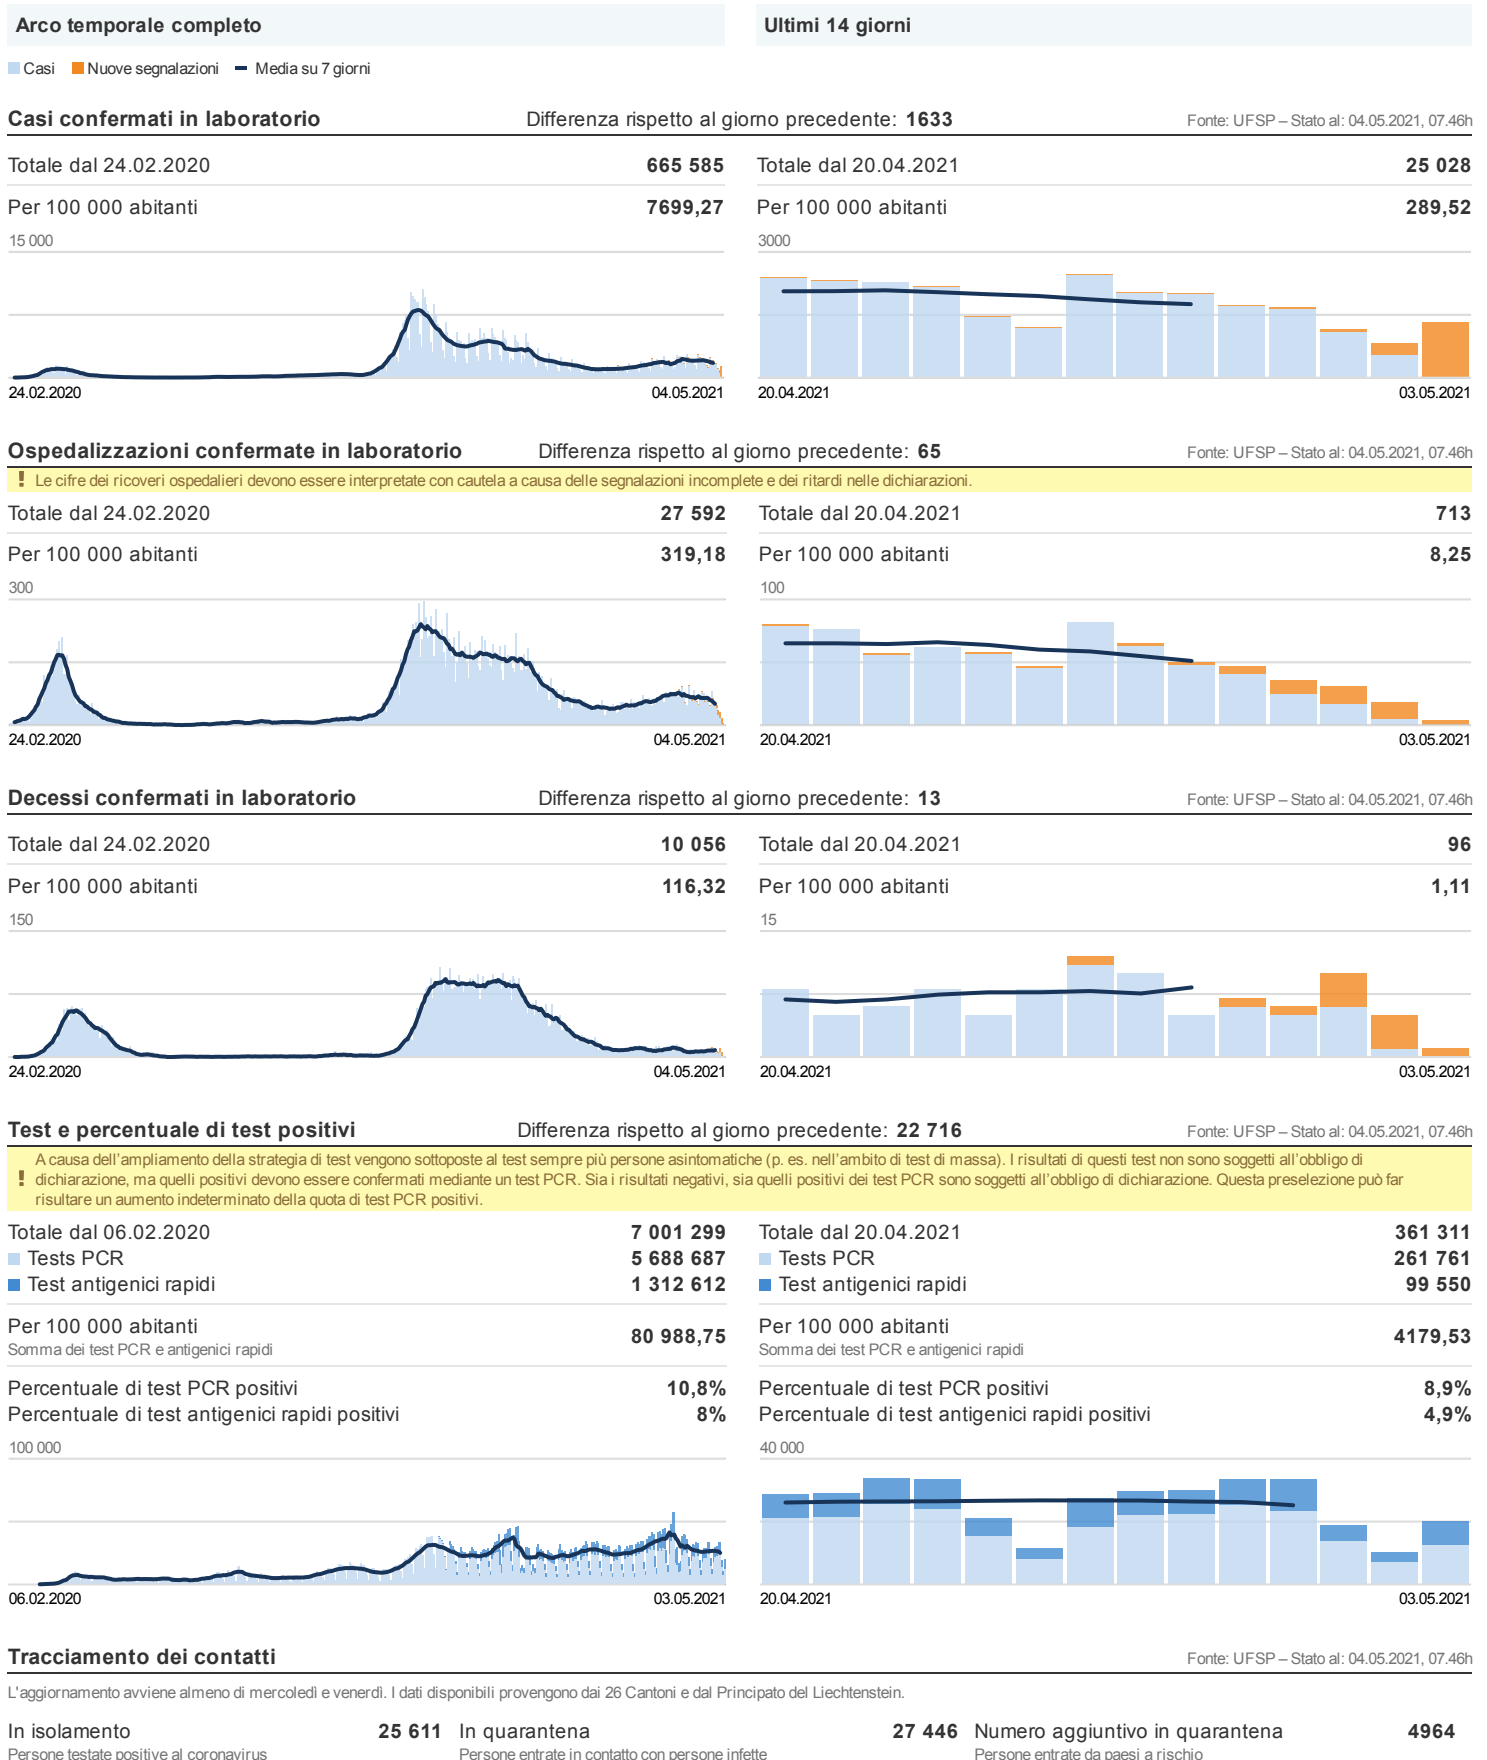 Arco temporale completo
Ultimi 14 giorni
Casi Nuove segnalazioni Media su 7 giorni
Casi confermati in laboratorio Differenza rispetto al giorno precedente: 1633 Fonte: UFSP – Stato al: 04.05.2021, 07.46h
Totale dal 24.02.2020 665 585
Per 100 000 abitanti 7699,27
15 000
24.02.2020 04.05.2021
Totale dal 20.04.2021 25 028
Per 100 000 abitanti 289,52
3000
20.04.2021 03.05.2021
Ospedalizzazioni confermate in laboratorio Differenza rispetto al giorno precedente: 65 Fonte: UFSP – Stato al: 04.05.2021, 07.46h
! Le cifre dei ricoveri ospedalieri devono essere interpretate con cautela a causa delle segnalazioni incomplete e dei ritardi nelle dichiarazioni.
Totale dal 24.02.2020 27 592
Per 100 000 abitanti 319,18
300
24.02.2020 04.05.2021
Totale dal 20.04.2021 713
Per 100 000 abitanti 8,25
100
20.04.2021 03.05.2021
Decessi confermati in laboratorio Differenza rispetto al giorno precedente: 13 Fonte: UFSP – Stato al: 04.05.2021, 07.46h
Totale dal 24.02.2020 10 056
Per 100 000 abitanti 116,32
150
24.02.2020 04.05.2021
Totale dal 20.04.2021 96
Per 100 000 abitanti 1,11
15
20.04.2021 03.05.2021
Test e percentuale di test positivi Differenza rispetto al giorno precedente: 22 716 Fonte: UFSP – Stato al: 04.05.2021, 07.46h
A causa dell'ampliamento della strategia di test vengono sottoposte al test sempre più persone asintomatiche (p. es. nell'ambito di test di massa). I risultati di questi test non sono soggetti all'obbligo di
! dichiarazione, ma quelli positivi devono essere confermati mediante un test PCR. Sia i risultati negativi, sia quelli positivi dei test PCR sono soggetti all'obbligo di dichiarazione. Questa preselezione può far
risultare un aumento indeterminato della quota di test PCR positivi.
Totale dal 06.02.2020 7 001 299
Tests PCR 5 688 687
Test antigenici rapidi 1 312 612
Per 100 000 abitanti 80 988,75
Somma dei test PCR e antigenici rapidi
Percentuale di test PCR positivi 10,8%
Percentuale di test antigenici rapidi positivi 8%
100 000
06.02.2020 03.05.2021
Totale dal 20.04.2021 361 311
Tests PCR 261 761
Test antigenici rapidi 99 550
Per 100 000 abitanti 4179,53
Somma dei test PCR e antigenici rapidi
Percentuale di test PCR positivi 8,9%
Percentuale di test antigenici rapidi positivi 4,9%
40 000
20.04.2021 03.05.2021
Tracciamento dei contatti Fonte: UFSP – Stato al: 04.05.2021, 07.46h
L'aggiornamento avviene almeno di mercoledì e venerdì. I dati disponibili provengono dai 26 Cantoni e dal Principato del Liechtenstein.
In isolamento 25 611 In quarantena 27 446 Numero aggiuntivo in quarantena 4964
Persone testate positive al coronavirus Persone entrate in contatto con persone infette Persone entrate da paesi a rischio